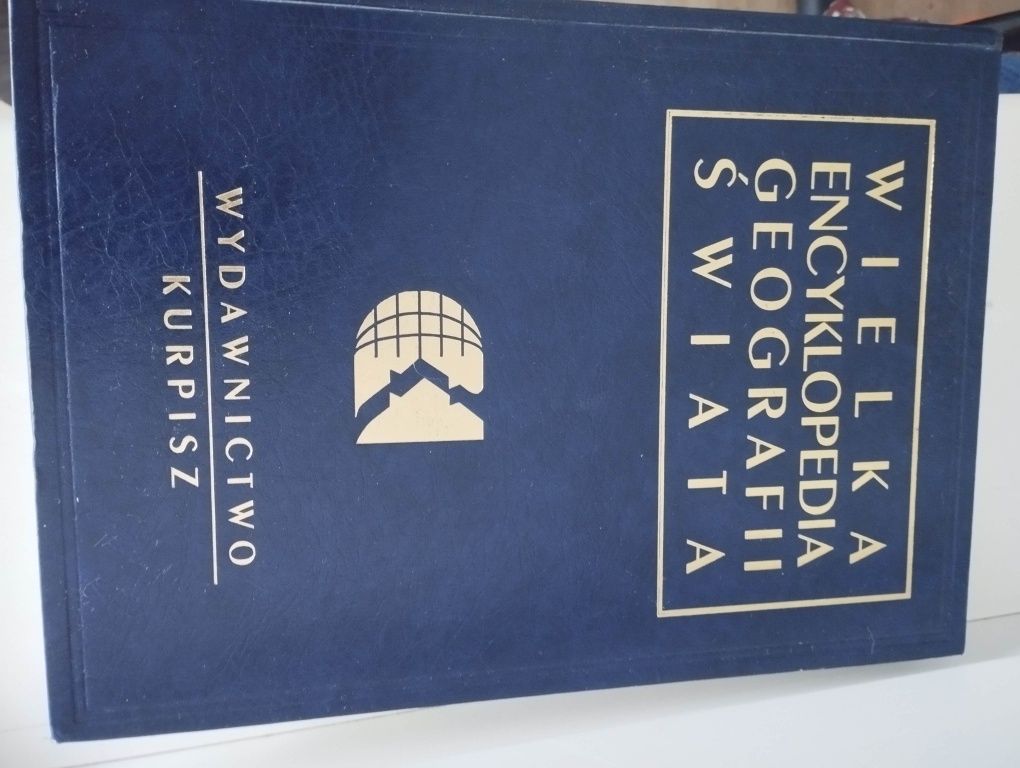 WIELKA
ENCYKLOPEDIA
GEOGRAFII
ŚWIATA
WYDAWNICTWO
KURPISZ